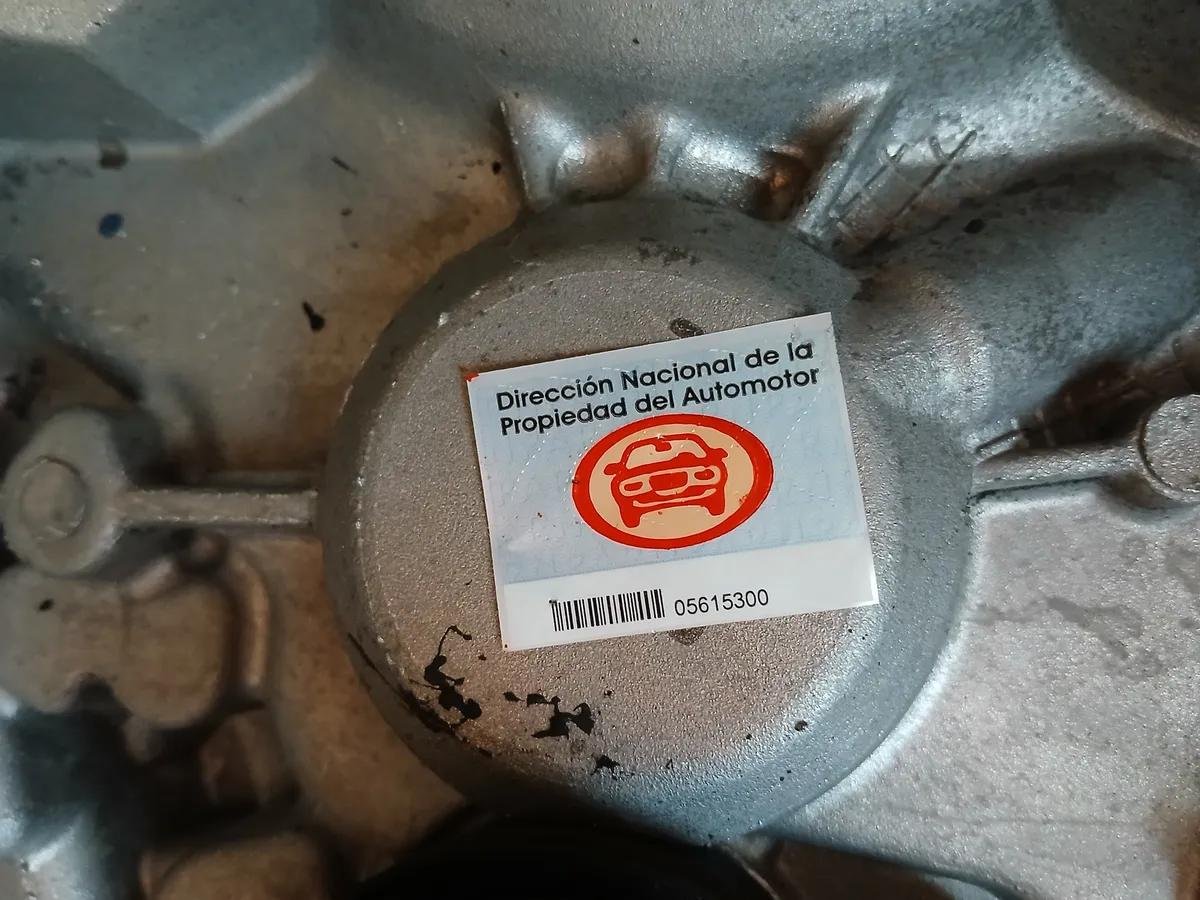 Dirección Nacional de la
Propiedad del Automotor
05615300